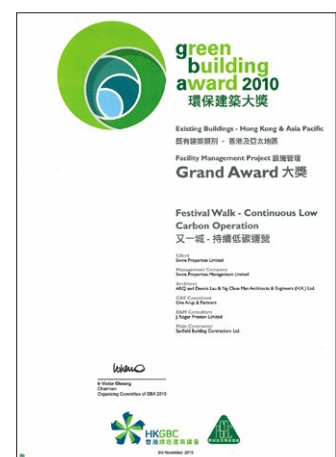 green
building
award 2010
環保建築大獎
Existing Buildings - Hong Kong & Asia Pacific
既有建築類別 - 香港及亞太地區
Facility Management Project 設施管理
Grand Award 大獎
Festival Walk - Continuous Low
Carbon Operation
又一城 - 持續低碳運營
Client
Swire Properties Limited
Management Company
Swire Properties Management Limited
Architect
ARQ and Dennis Lau & Ng Chun Man Architects & Engineers (H.K.) Ltd.
C&S Consultant
Ove Arup & Partners
E&M Consultant
J. Roger Preston Limited
Main Contractor
Sanfield Building Contractors Ltd.
Ir Victor Cheung
Chairman
Organising Committee of GBA 2010
HKGBC
香港綠色建築議會
3rd November, 2010